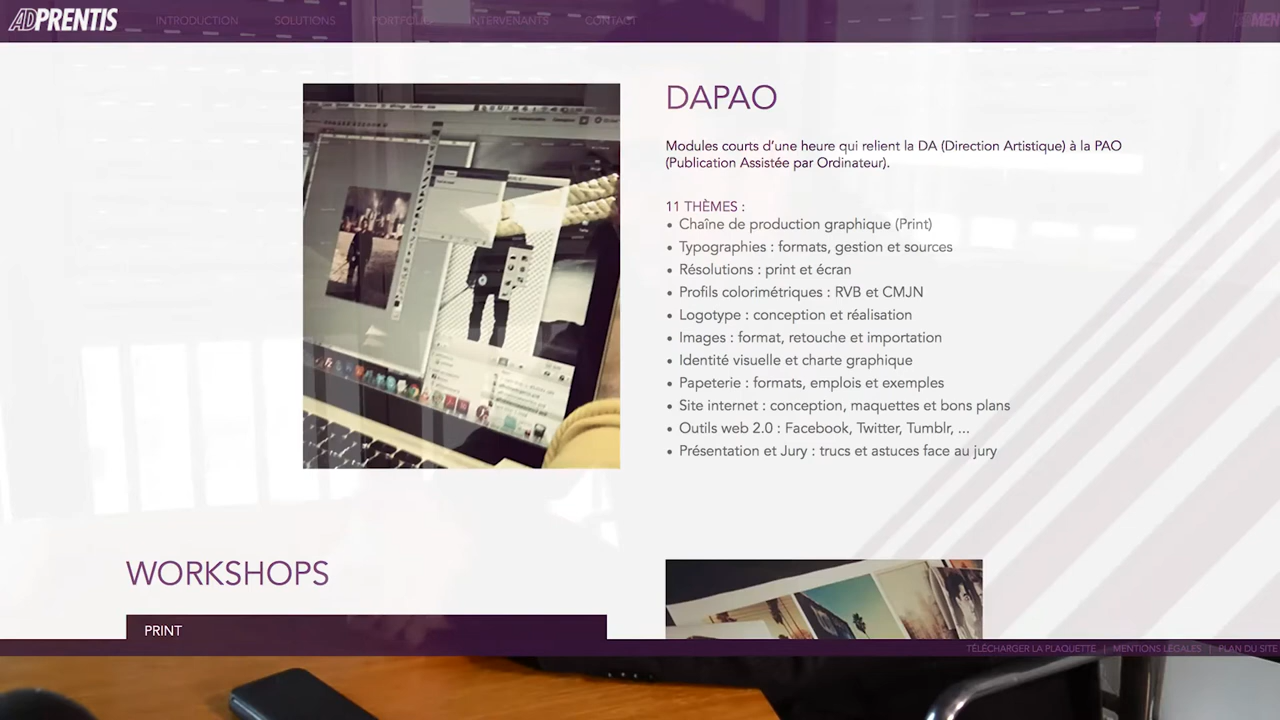 ADPRENTIS
INTRODUCTION
SOLUTIONS
PORTFOLIO
INTERVENANTS
CONTACT
DAPAO
Modules courts d'une heure qui relient la DA (Direction Artistique) à la PAO
(Publication Assistée par Ordinateur).
11 THÈMES :
• Chaîne de production graphique (Print)
• Typographies : formats, gestion et sources
• Résolutions : print et écran
• Profils colorimétriques : RVB et CMJN
• Logotype : conception et réalisation
• Images : format, retouche et importation
• Identité visuelle et charte graphique
• Papeterie : formats, emplois et exemples
• Site internet : conception, maquettes et bons plans
• Outils web 2.0 : Facebook, Twitter, Tumblr, ...
• Présentation et Jury : trucs et astuces face au jury
WORKSHOPS
PRINT
TÉLÉCHARGER LA PLAQUETTE | MENTIONS LÉGALES | PLAN DU SITE